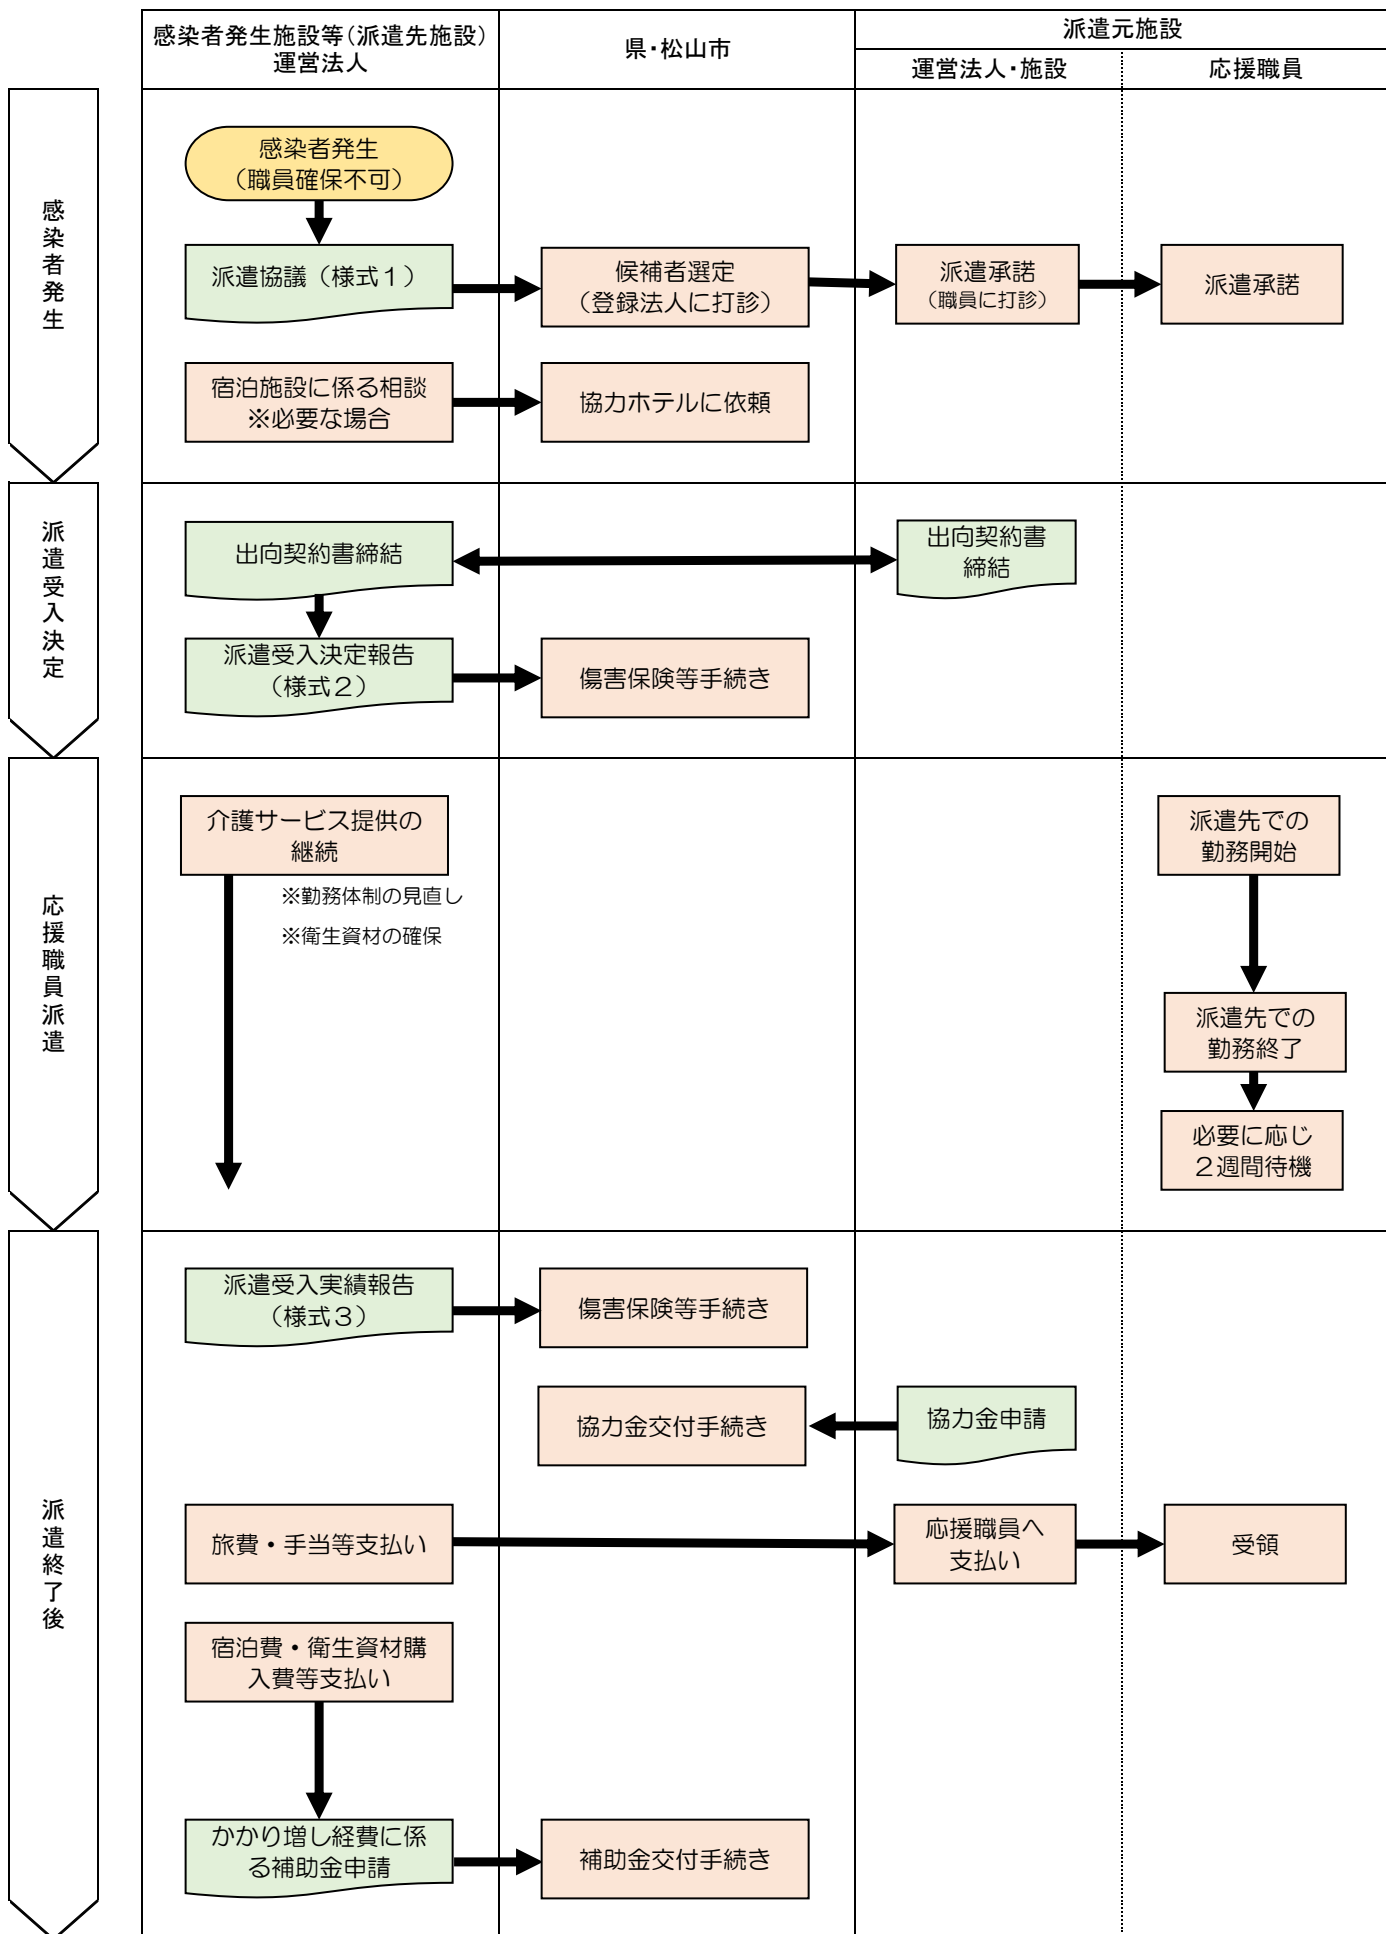 感染者発生施設等(派遣先施設)
運営法人
県・松山市
派遣元施設
運営法人・施設
応援職員
感染者発生
感染者発生
（職員確保不可）
派遣協議（様式１）
候補者選定
（登録法人に打診）
派遣承諾
（職員に打診）
派遣承諾
宿泊施設に係る相談
※必要な場合
協力ホテルに依頼
派遣受入決定
出向契約書締結
出向契約書
締結
派遣受入決定報告
（様式２）
傷害保険等手続き
応援職員派遣
介護サービス提供の
継続
※勤務体制の見直し
※衛生資材の確保
派遣先での
勤務開始
派遣先での
勤務終了
必要に応じ
２週間待機
派遣終了後
派遣受入実績報告
（様式３）
傷害保険等手続き
協力金交付手続き
協力金申請
旅費・手当等支払い
応援職員へ
支払い
受領
宿泊費・衛生資材購
入費等支払い
かかり増し経費に係
る補助金申請
補助金交付手続き